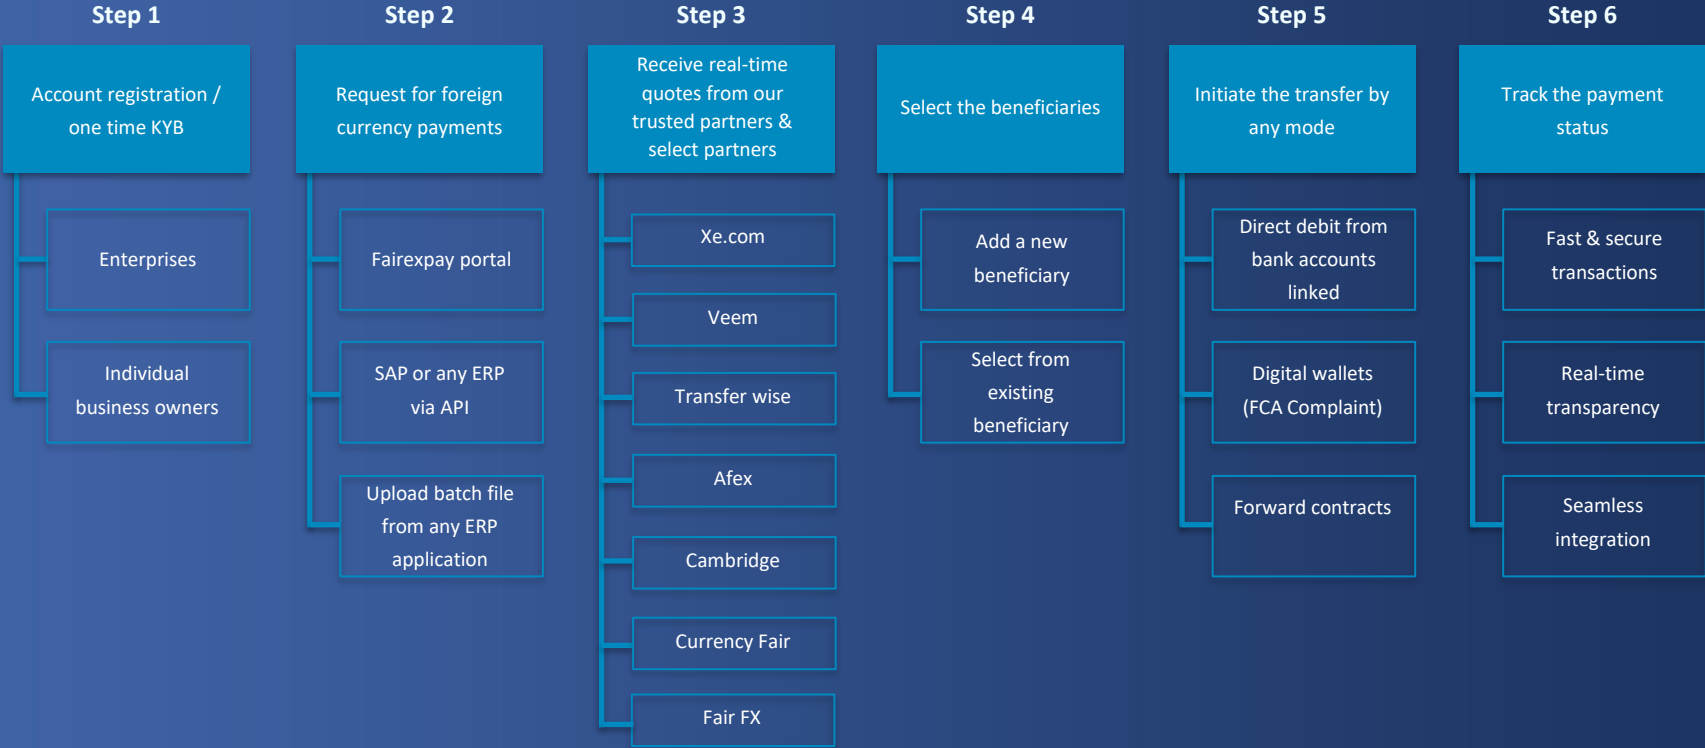 Step 1
Account registration /
one time KYB
Enterprises
Individual
business owners
Step 2
Request for foreign
currency payments
Fairexpay portal
SAP or any ERP
via API
Upload batch file
from any ERP
application
Step 3
Receive real-time
quotes from our
trusted partners &
select partners
Xe.com
Veem
Transfer wise
Afex
Cambridge
Currency Fair
Fair FX
Step 4
Select the beneficiaries
Add a new
beneficiary
Select from
existing
beneficiary
Step 5
Initiate the transfer by
any mode
Direct debit from
bank accounts
linked
Digital wallets
(FCA Complaint)
Forward contracts
Step 6
Track the payment
status
Fast & secure
transactions
Real-time
transparency
Seamless
integration